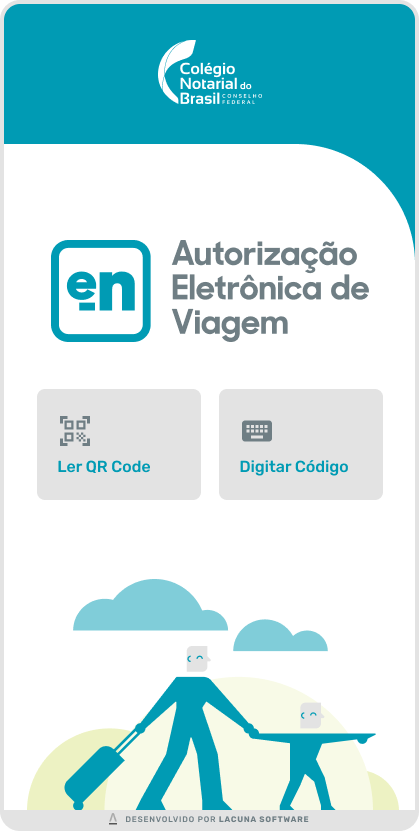 Colégio
Notarial do
Brasil CONSELHO
FEDERAL
en
Autorização
Eletrônica de
Viagem
Ler QR Code
Digitar Código
DESENVOLVIDO POR LACUNA SOFTWARE